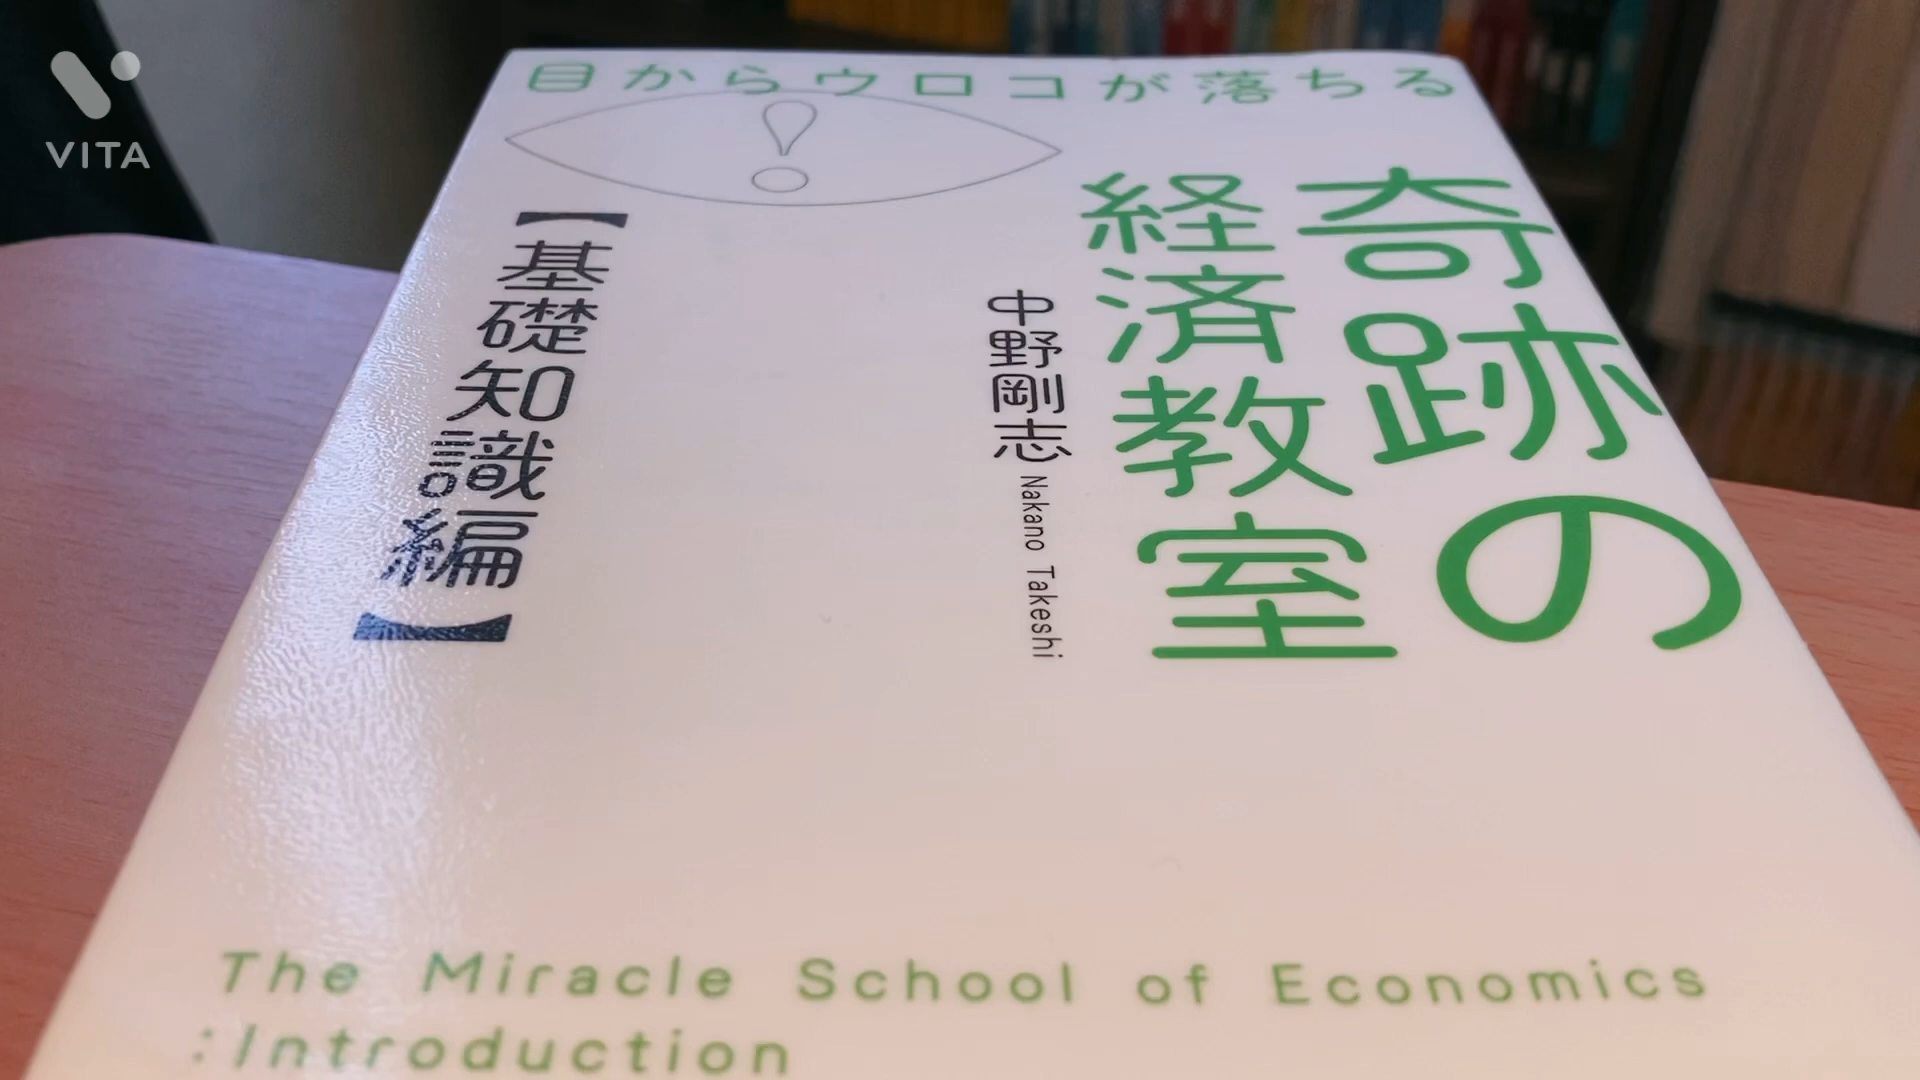 VITA
目からウロコが落ちる
奇跡の
経済教室
中野剛志 Nakano Takeshi
【基礎知識編】
The Miracle School of Economics
:Introduction